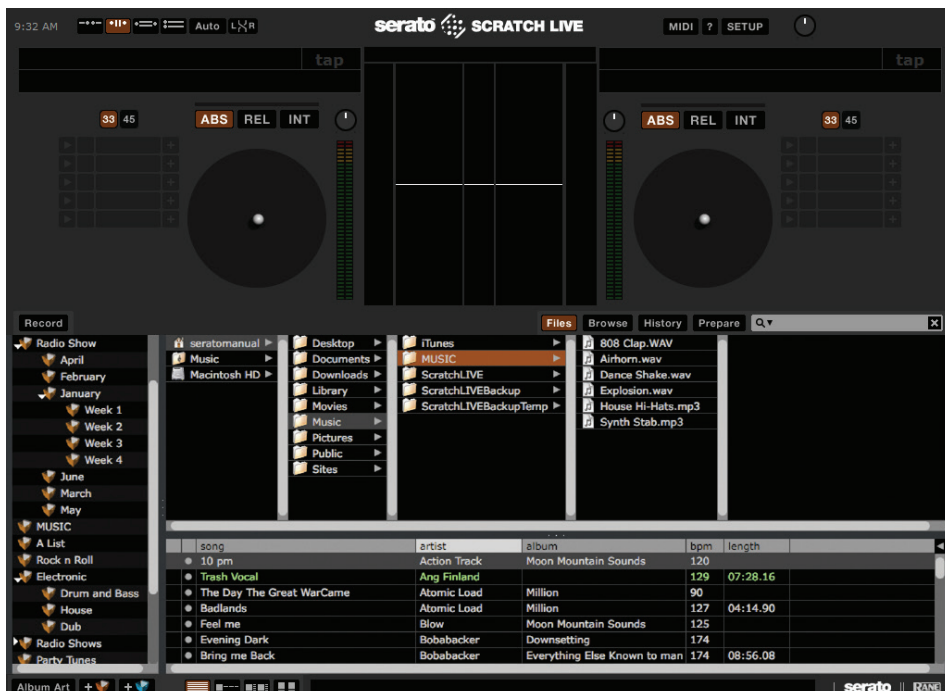 9:32 AM Auto L R serato SCRATCH LIVE MIDI ? SETUP
tap tap
33 45 ABS REL INT ABS REL INT 33 45
Record Files Browse History Prepare
Radio Show
April
February
January
Week 1
Week 2
Week 3
Week 4
June
March
May
MUSIC
A List
Rock n Roll
Electronic
Drum and Bass
House
Dub
Radio Shows
Party Tunes
seratomanual
Music
Macintosh HD
Desktop
Documents
Downloads
Library
Movies
Music
Pictures
Public
Sites
iTunes
MUSIC
ScratchLIVE
ScratchLIVEBackup
ScratchLIVEBackupTemp
808 Clap.WAV
Airhorn.wav
Dance Shake.wav
Explosion.wav
House Hi-Hats.mp3
Synth Stab.mp3
song artist album bpm length
10 pm Action Track Moon Mountain Sounds 120
Trash Vocal Ang Finland 129 07:28.16
The Day The Great WarCame Atomic Load Million 90
Badlands Atomic Load Million 127 04:14.90
Feel me Blow Moon Mountain Sounds 125
Evening Dark Bobabacker Downsetting 174
Bring me Back Bobabacker Everything Else Known to man 174 08:56.08
Album Art + + serato RANE